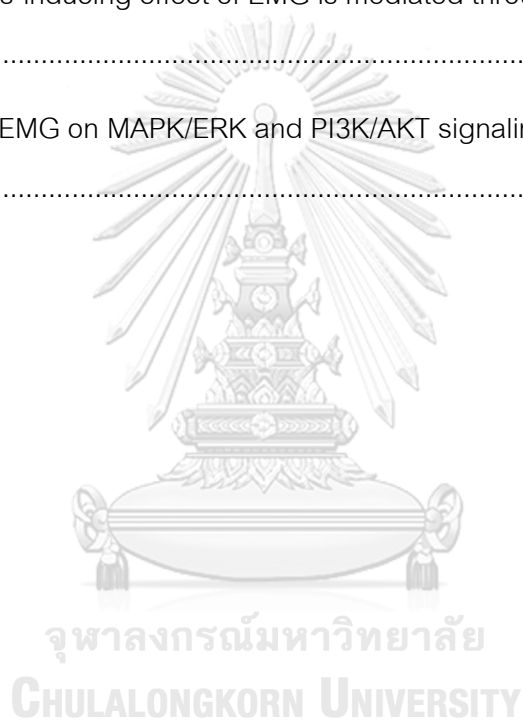 s-inducing effect of EMG is mediated throu
................................................................................
EMG on MAPK/ERK and PI3K/AKT signalin
................................................................................
จุฬาลงกรณ์มหาวิทยาลัย
CHULALONGKORN UNIVERSITY